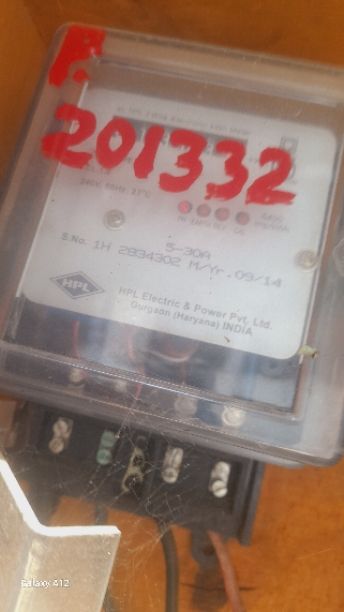 P.
201332
240V, 50Hz, 27°C
5-30A
S.No. 1H 2934302 M/Yr. 09/14
HPL
HPL Electric & Power Pvt. Ltd.
Gurgaon (Haryana) INDIA
Galaxy A12